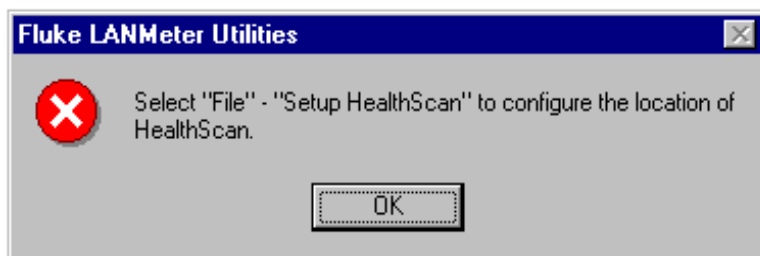 Fluke LANMeter Utilities
Select "File" - "Setup HealthScan" to configure the location of
HealthScan.
OK